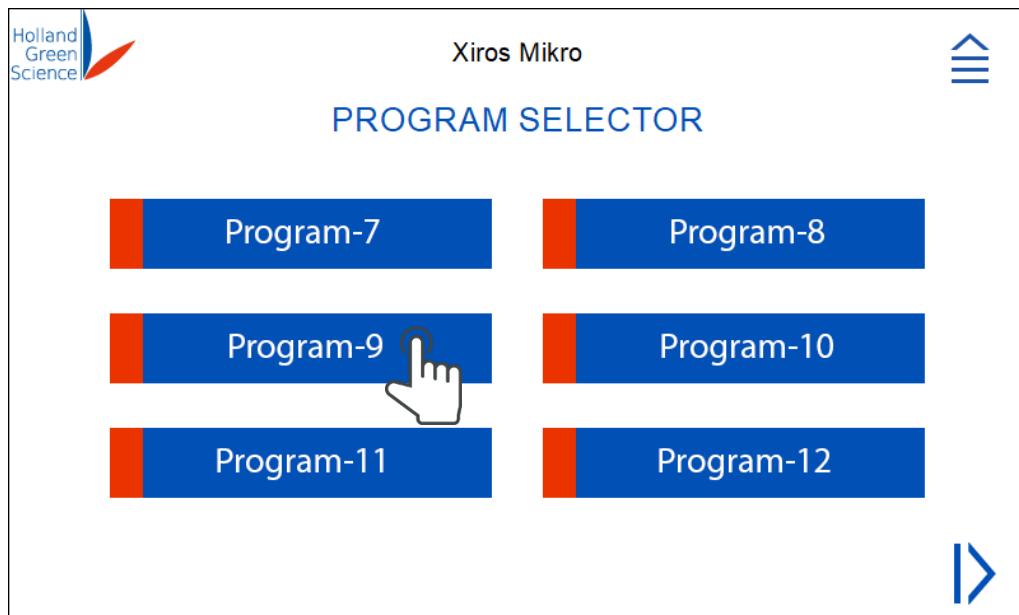 Holland
Green
Science
Xiros Mikro
PROGRAM SELECTOR
Program-7
Program-8
Program-9
Program-10
Program-11
Program-12